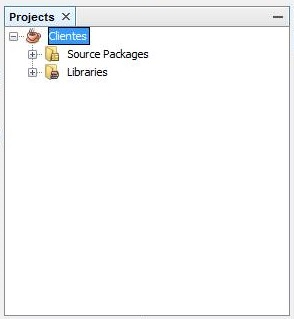 Projects
Clientes
Source Packages
Libraries